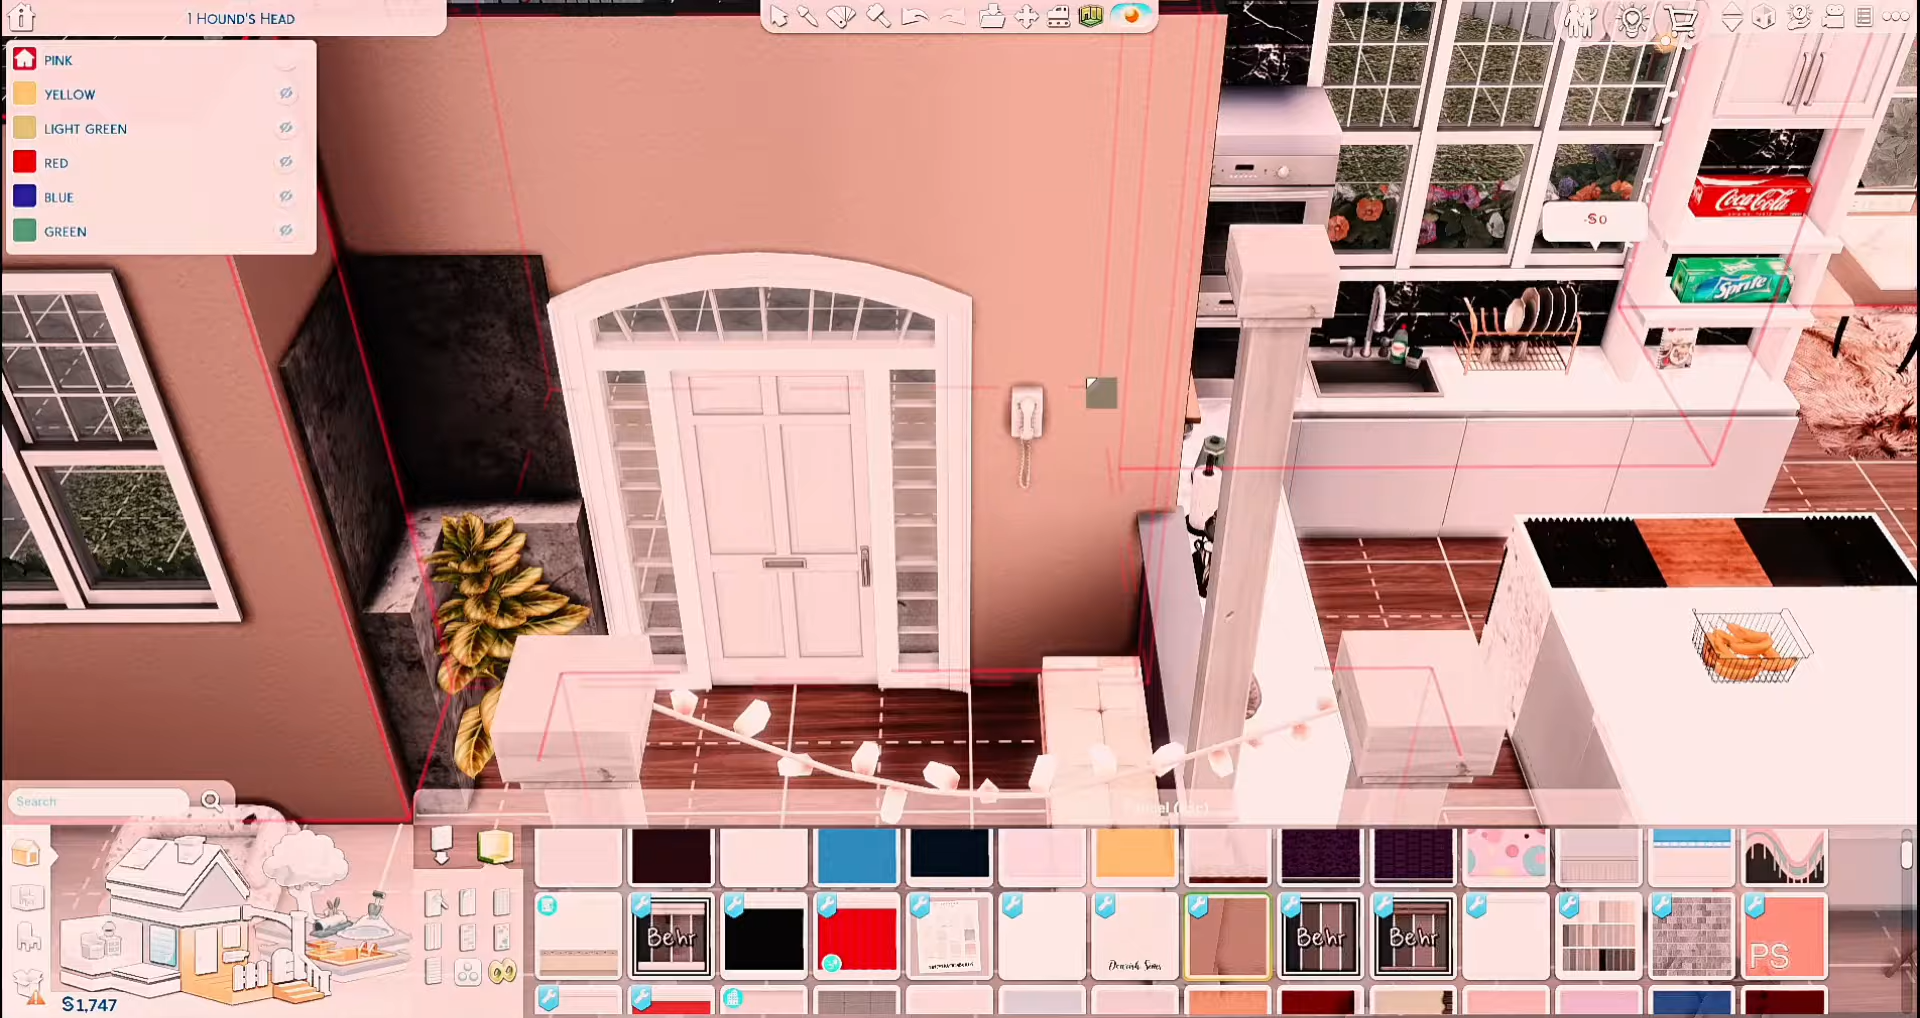 1 HOUND'S HEAD
PINK
YELLOW
LIGHT GREEN
RED
BLUE
GREEN
Coca-Cola
-S0
Sprite
Search
Behr
Behr
Behr
PS
$1,747